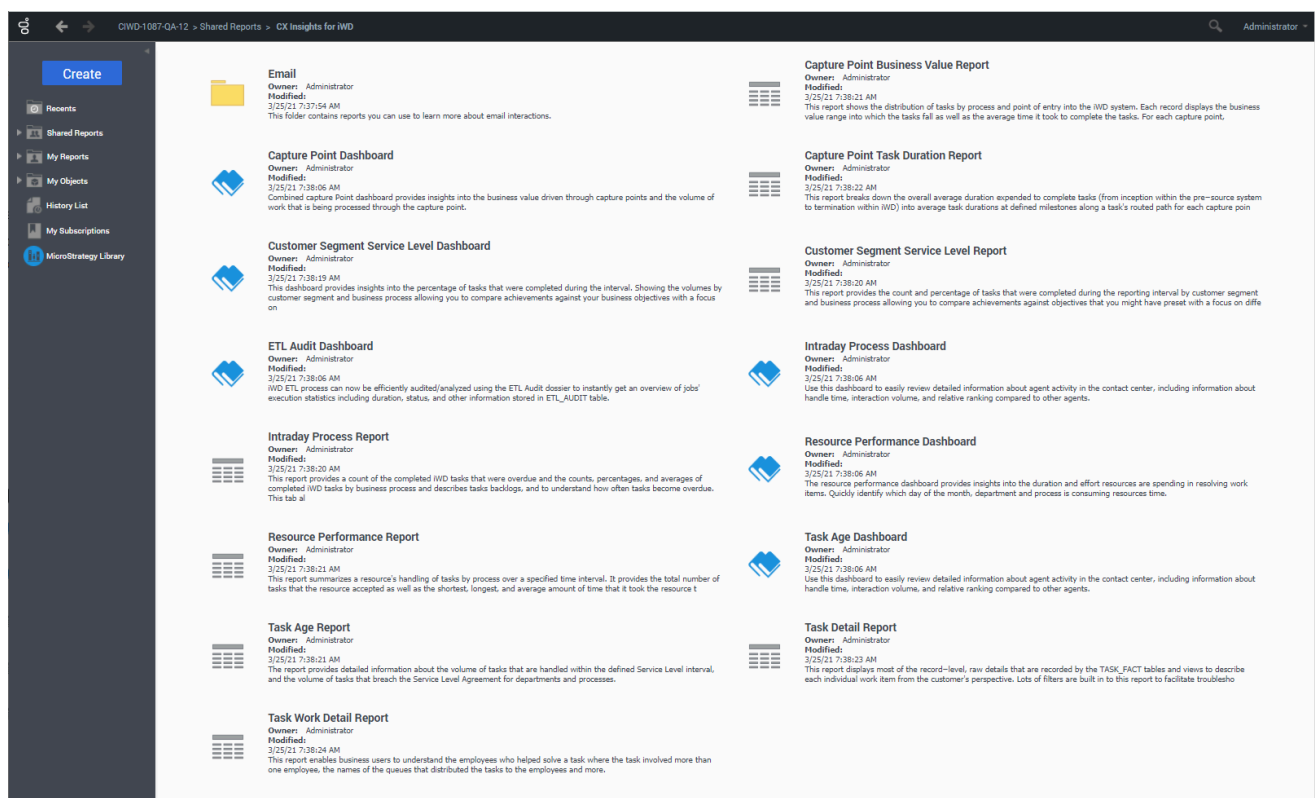 CIWD-1087-QA-12 > Shared Reports > CX Insights for iWD
Administrator
Create
Recents
Shared Reports
My Reports
My Objects
History List
My Subscriptions
MicroStrategy Library
Email
Owner: Administrator
Modified:
3/25/21 7:37:54 AM
This folder contains reports you can use to learn more about email interactions.
Capture Point Business Value Report
Owner: Administrator
Modified:
3/25/21 7:38:21 AM
This report shows the distribution of tasks by process and point of entry into the iWD system. Each record displays the business
value range into which the tasks fall as well as the average time it took to complete the tasks. For each capture point,
Capture Point Dashboard
Owner: Administrator
Modified:
3/25/21 7:38:06 AM
Combined capture Point dashboard provides insights into the business value driven through capture points and the volume of
work that is being processed through the capture point.
Capture Point Task Duration Report
Owner: Administrator
Modified:
3/25/21 7:38:22 AM
This report breaks down the overall average duration expended to complete tasks (from inception within the pre-source system
to termination within iWD) into average task durations at defined milestones along a task's routed path for each capture poin
Customer Segment Service Level Dashboard
Owner: Administrator
Modified:
3/25/21 7:38:19 AM
This dashboard provides insights into the percentage of tasks that were completed during the interval. Showing the volumes by
customer segment and business process allowing you to compare achievements against your business objectives with a focus
on
Customer Segment Service Level Report
Owner: Administrator
Modified:
3/25/21 7:38:20 AM
This report provides the count and percentage of tasks that were completed during the reporting interval by customer segment
and business process allowing you to compare achievements against objectives that you might have preset with a focus on diffe
ETL Audit Dashboard
Owner: Administrator
Modified:
3/25/21 7:38:06 AM
iWD ETL process can now be efficiently audited/analyzed using the ETL Audit dossier to instantly get an overview of jobs'
execution statistics including duration, status, and other information stored in ETL_AUDIT table.
Intraday Process Dashboard
Owner: Administrator
Modified:
3/25/21 7:38:06 AM
Use this dashboard to easily review detailed information about agent activity in the contact center, including information about
handle time, interaction volume, and relative ranking compared to other agents.
Intraday Process Report
Owner: Administrator
Modified:
3/25/21 7:38:20 AM
This report provides a count of the completed iWD tasks that were overdue and the counts, percentages, and averages of
completed iWD tasks by business process and describes tasks backlogs, and to understand how often tasks become overdue.
This tab al
Resource Performance Dashboard
Owner: Administrator
Modified:
3/25/21 7:38:06 AM
The resource performance dashboard provides insights into the duration and effort resources are spending in resolving work
items. Quickly identify which day of the month, department and process is consuming resources time.
Resource Performance Report
Owner: Administrator
Modified:
3/25/21 7:38:21 AM
This report summarizes a resource's handling of tasks by process over a specified time interval. It provides the total number of
tasks that the resource accepted as well as the shortest, longest, and average amount of time that it took the resource t
Task Age Dashboard
Owner: Administrator
Modified:
3/25/21 7:38:06 AM
Use this dashboard to easily review detailed information about agent activity in the contact center, including information about
handle time, interaction volume, and relative ranking compared to other agents.
Task Age Report
Owner: Administrator
Modified:
3/25/21 7:38:21 AM
The report provides detailed information about the volume of tasks that are handled within the defined Service Level interval,
and the volume of tasks that breach the Service Level Agreement for departments and processes.
Task Detail Report
Owner: Administrator
Modified:
3/25/21 7:38:23 AM
This report displays most of the record-level, raw details that are recorded by the TASK_FACT tables and views to describe
each individual work item from the customer's perspective. Lots of filters are built in to this report to facilitate troublesho
Task Work Detail Report
Owner: Administrator
Modified:
3/25/21 7:38:24 AM
This report enables business users to understand the employees who helped solve a task where the task involved more than
one employee, the names of the queues that distributed the tasks to the employees and more.